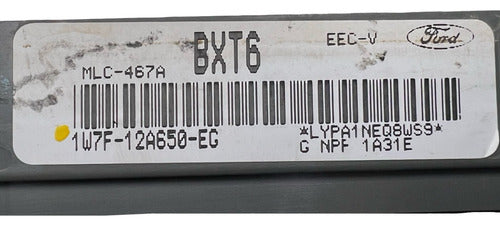 BXT6
EEC-V
Ford
MLC-467A
1W7F-12A650-EG
*LYPA1NEQ8WS9*
G NPF 1A31E